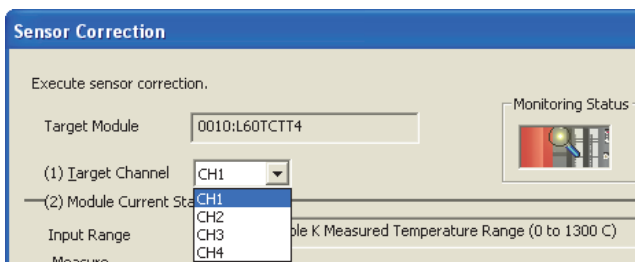 Sensor Correction
Execute sensor correction.
Monitoring Status
Target Module 0010:L60TCTT4
(1) Target Channel CH1
CH1
(2) Module Current Sta
CH2
CH3
Input Range ple K Measured Temperature Range (0 to 1300 C)
CH4
Measure